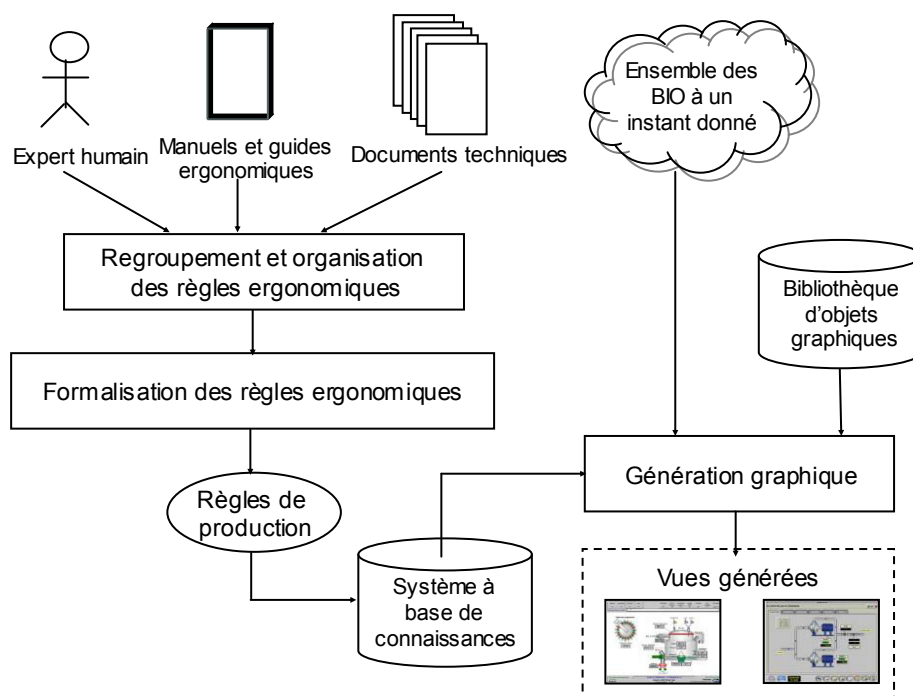 Expert humain
Manuels et guides
ergonomiques
Documents techniques
Ensemble des
BIO à un
instant donné
Regroupement et organisation
des règles ergonomiques
Bibliothèque
d'objets
graphiques
Formalisation des règles ergonomiques
Génération graphique
Règles de
production
Système à
base de
connaissances
Vues générées